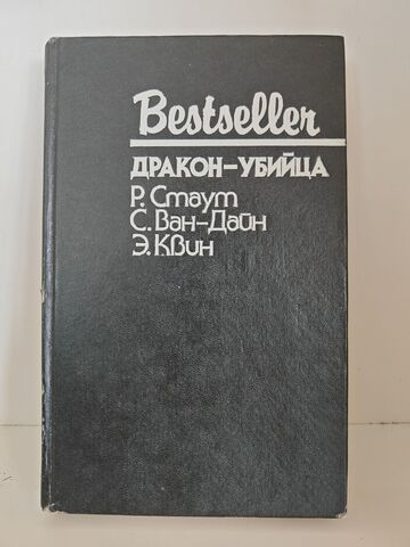 Bestseller
ДРАКОН-УБИЙЦА
Р. Стаут
С. Ван-Дайн
Э. Квин